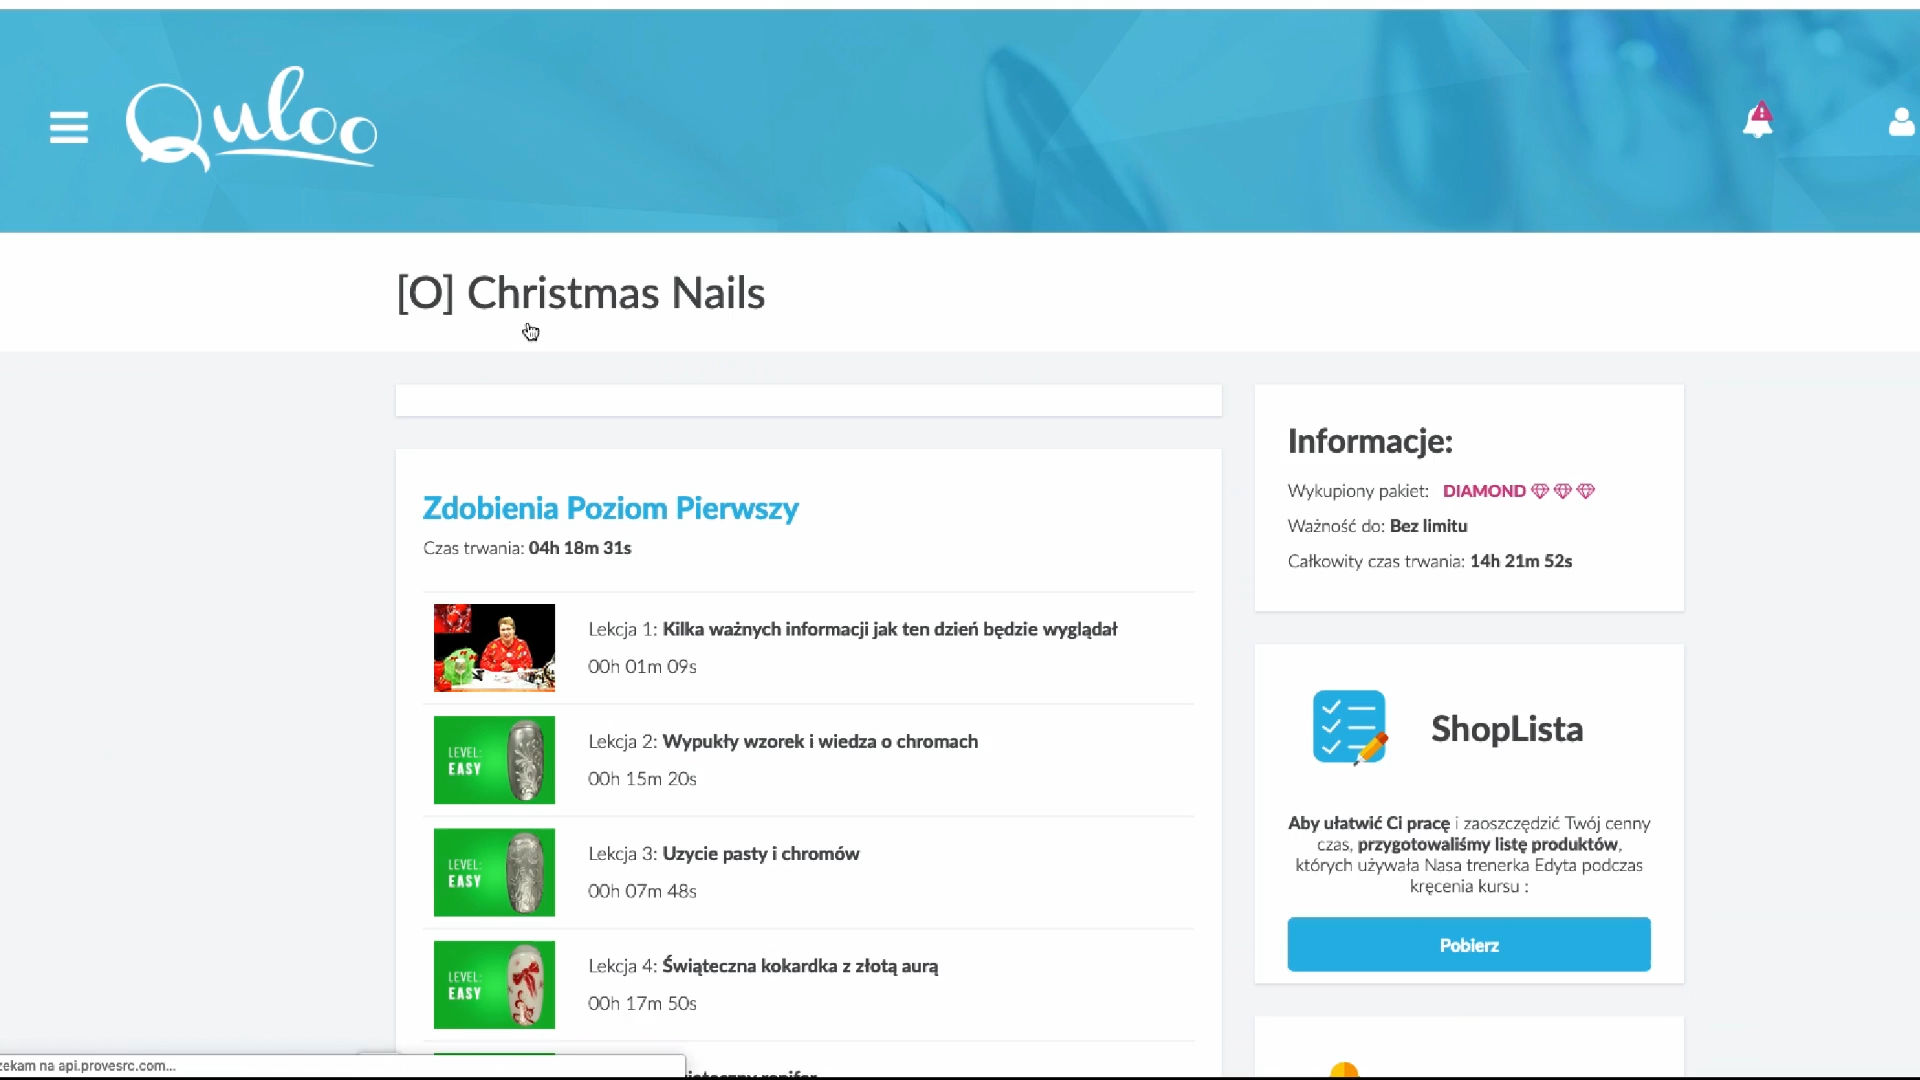 Quloo
[O] Christmas Nails
Zdobienia Poziom Pierwszy
Czas trwania: 04h 18m 31s
Lekcja 1: Kilka ważnych informacji jak ten dzień będzie wyglądał
00h 01m 09s
LEVEL:
EASY
Lekcja 2: Wypukły wzorek i wiedza o chromach
00h 15m 20s
LEVEL:
EASY
Lekcja 3: Uzycie pasty i chromów
00h 07m 48s
LEVEL:
EASY
Lekcja 4: Świąteczna kokardka z złotą aurą
00h 17m 50s
Informacje:
Wykupiony pakiet: DIAMOND
Ważność do: Bez limitu
Całkowity czas trwania: 14h 21m 52s
ShopLista
Aby ułatwić Ci pracę i zaoszczędzić Twój cenny
czas, przygotowaliśmy listę produktów,
których używała Nasa trenerka Edyta podczas
kręcenia kursu :
Pobierz
na api.provesrc.com...